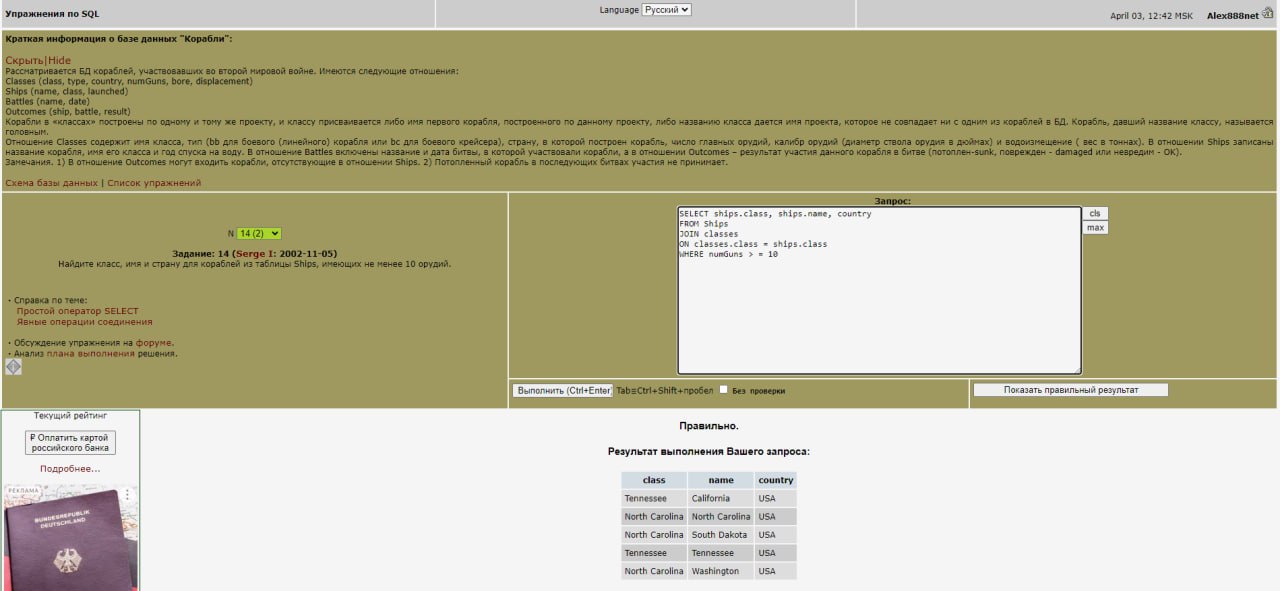 Упражнения по SQL
Language Русский
April 03, 12:42 MSK Alex888net
Краткая информация о базе данных "Корабли":
Скрыть|Hide
Рассматривается БД кораблей, участвовавших во второй мировой войне. Имеются следующие отношения:
Classes (class, type, country, numGuns, bore, displacement)
Ships (name, class, launched)
Battles (name, date)
Outcomes (ship, battle, result)
Корабли в «классах» построены по одному и тому же проекту, и классу присваивается либо имя первого корабля, построенного по данному проекту, либо названию класса дается имя проекта, которое не совпадает ни с одним из кораблей в БД. Корабль, давший название классу, называется
головным.
Отношение Classes содержит имя класса, тип (bb для боевого (линейного) корабля или bc для боевого крейсера), страну, в которой построен корабль, число главных орудий, калибр орудий (диаметр ствола орудия в дюймах) и водоизмещение ( вес в тоннах). В отношении Ships записаны
название корабля, имя его класса и год спуска на воду. В отношение Battles включены название и дата битвы, в которой участвовали корабли, а в отношении Outcomes – результат участия данного корабля в битве (потоплен-sunk, поврежден - damaged или невредим - OK).
Замечания. 1) В отношение Outcomes могут входить корабли, отсутствующие в отношении Ships. 2) Потопленный корабль в последующих битвах участия не принимает.
Схема базы данных | Список упражнений
N 14 (2)
Задание: 14 (Serge I: 2002-11-05)
Найдите класс, имя и страну для кораблей из таблицы Ships, имеющих не менее 10 орудий.
· Справка по теме:
Простой оператор SELECT
Явные операции соединения
· Обсуждение упражнения на форуме.
· Анализ плана выполнения решения.
Запрос:
SELECT ships.class, ships.name, country
FROM Ships
JOIN classes
ON classes.class = ships.class
WHERE numGuns > = 10
cls
max
Выполнить (Ctrl+Enter) Tab≡Ctrl+Shift+пробел Без проверки
Показать правильный результат
Текущий рейтинг
₽ Оплатить картой
российского банка
Подробнее...
РЕКЛАМА
BUNDESREPUBLIK
DEUTSCHLAND
Правильно.
Результат выполнения Вашего запроса:
class name country
Tennessee California USA
North Carolina North Carolina USA
North Carolina South Dakota USA
Tennessee Tennessee USA
North Carolina Washington USA